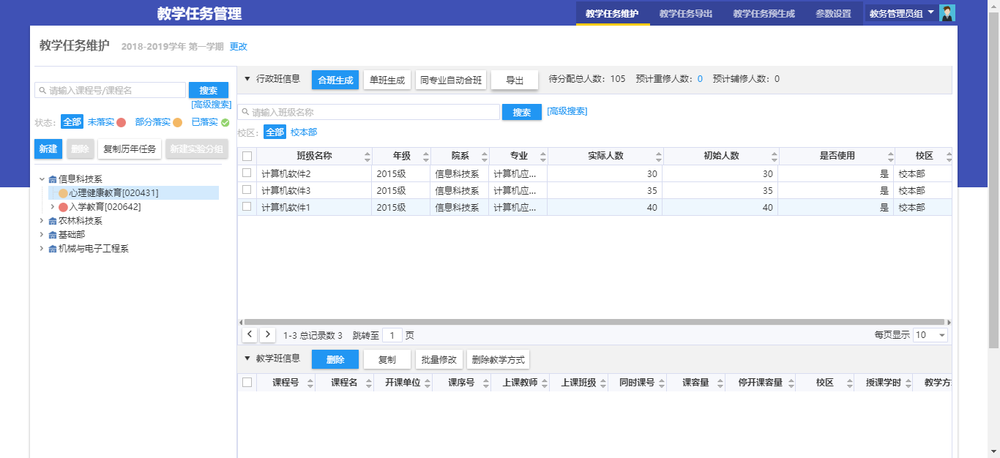 教学任务管理
教学任务维护 教学任务导出 教学任务预生成 参数设置 教务管理员组
教学任务维护 2018-2019学年 第一学期 更改
请输入课程号/课程名 搜索
[高级搜索]
状态: 全部 未落实 部分落实 已落实
新建 删除 复制历年任务 新建实验分组
信息科技系
心理健康教育[020431]
入学教育[020642]
农林科技系
基础部
机械与电子工程系
行政班信息 合班生成 单班生成 同专业自动合班 导出 待分配总人数: 105 预计重修人数: 0 预计辅修人数: 0
请输入班级名称 搜索 [高级搜索]
校区: 全部 校本部
班级名称 年级 院系 专业 实际人数 初始人数 是否使用 校区
计算机软件2 2015级 信息科技系 计算机应... 30 30 是 校本部
计算机软件3 2015级 信息科技系 计算机应... 35 35 是 校本部
计算机软件1 2015级 信息科技系 计算机应... 40 40 是 校本部
1-3 总记录数 3 跳转至 1 页 每页显示 10
教学班信息 删除 复制 批量修改 删除教学方式
课程号 课程名 开课单位 课序号 上课教师 上课班级 同时课号 课容量 停开课容量 校区 授课学时 教学方